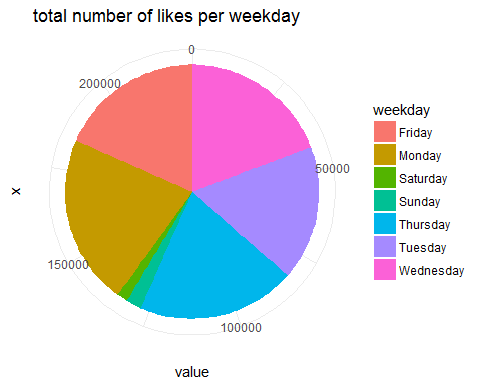 total number of likes per weekday
0
200000
50000
150000
100000
x
value
weekday
Friday
Monday
Saturday
Sunday
Thursday
Tuesday
Wednesday